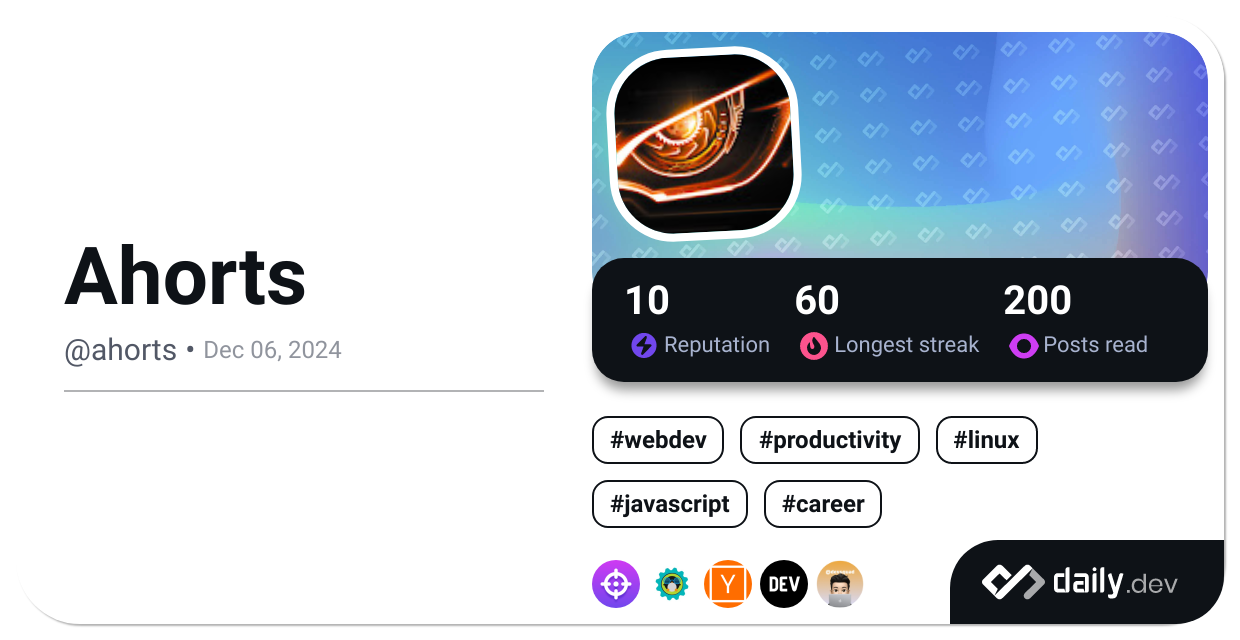 Ahorts
@ahorts • Dec 06, 2024
10 60 200
Reputation Longest streak Posts read
#webdev #productivity #linux
#javascript #career
Y DEV
daily.dev